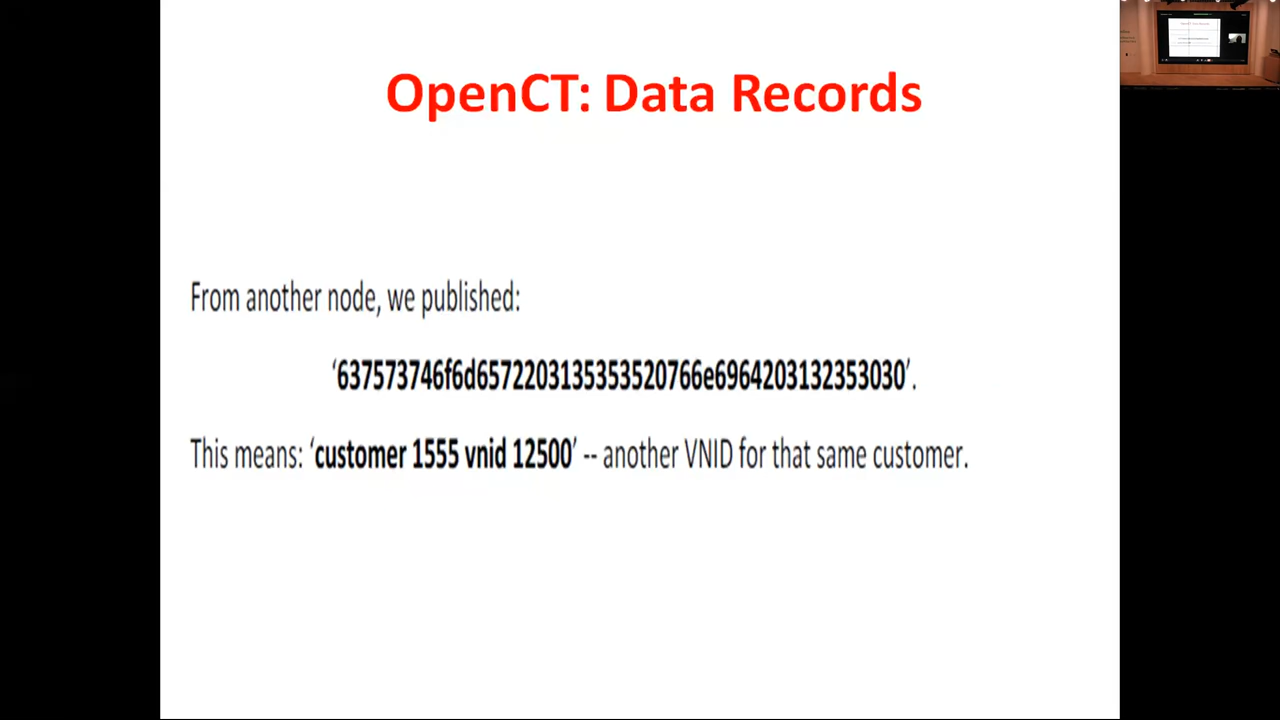 OpenCT: Data Records
From another node, we published:
‘637573746f6d6572203135353520766e6964203132353030’.
This means: ‘customer 1555 vnid 12500’ -- another VNID for that same customer.